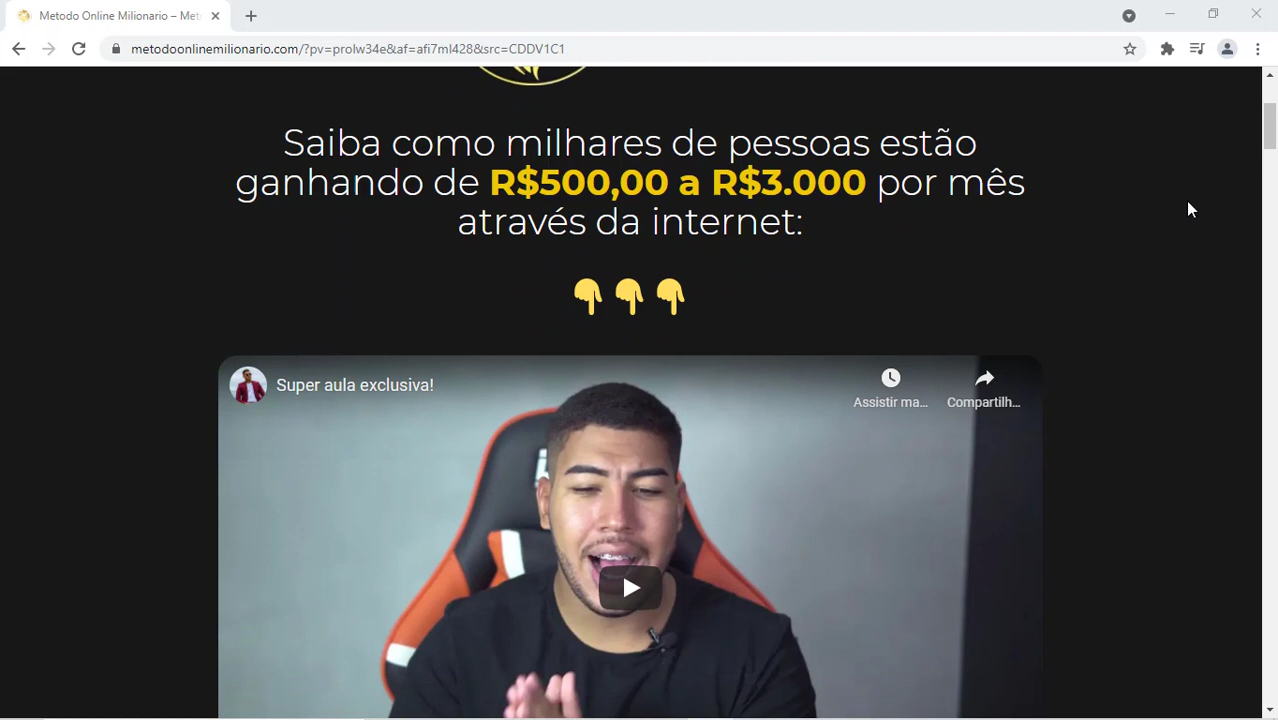 Metodo Online Milionario – Met
metodoonlinemilionario.com/?pv=prolw34e&af=afi7ml428&src=CDDV1C1
Saiba como milhares de pessoas estão
ganhando de R$500,00 a R$3.000 por mês
através da internet:
Super aula exclusiva!
Assistir ma...
Compartilh...